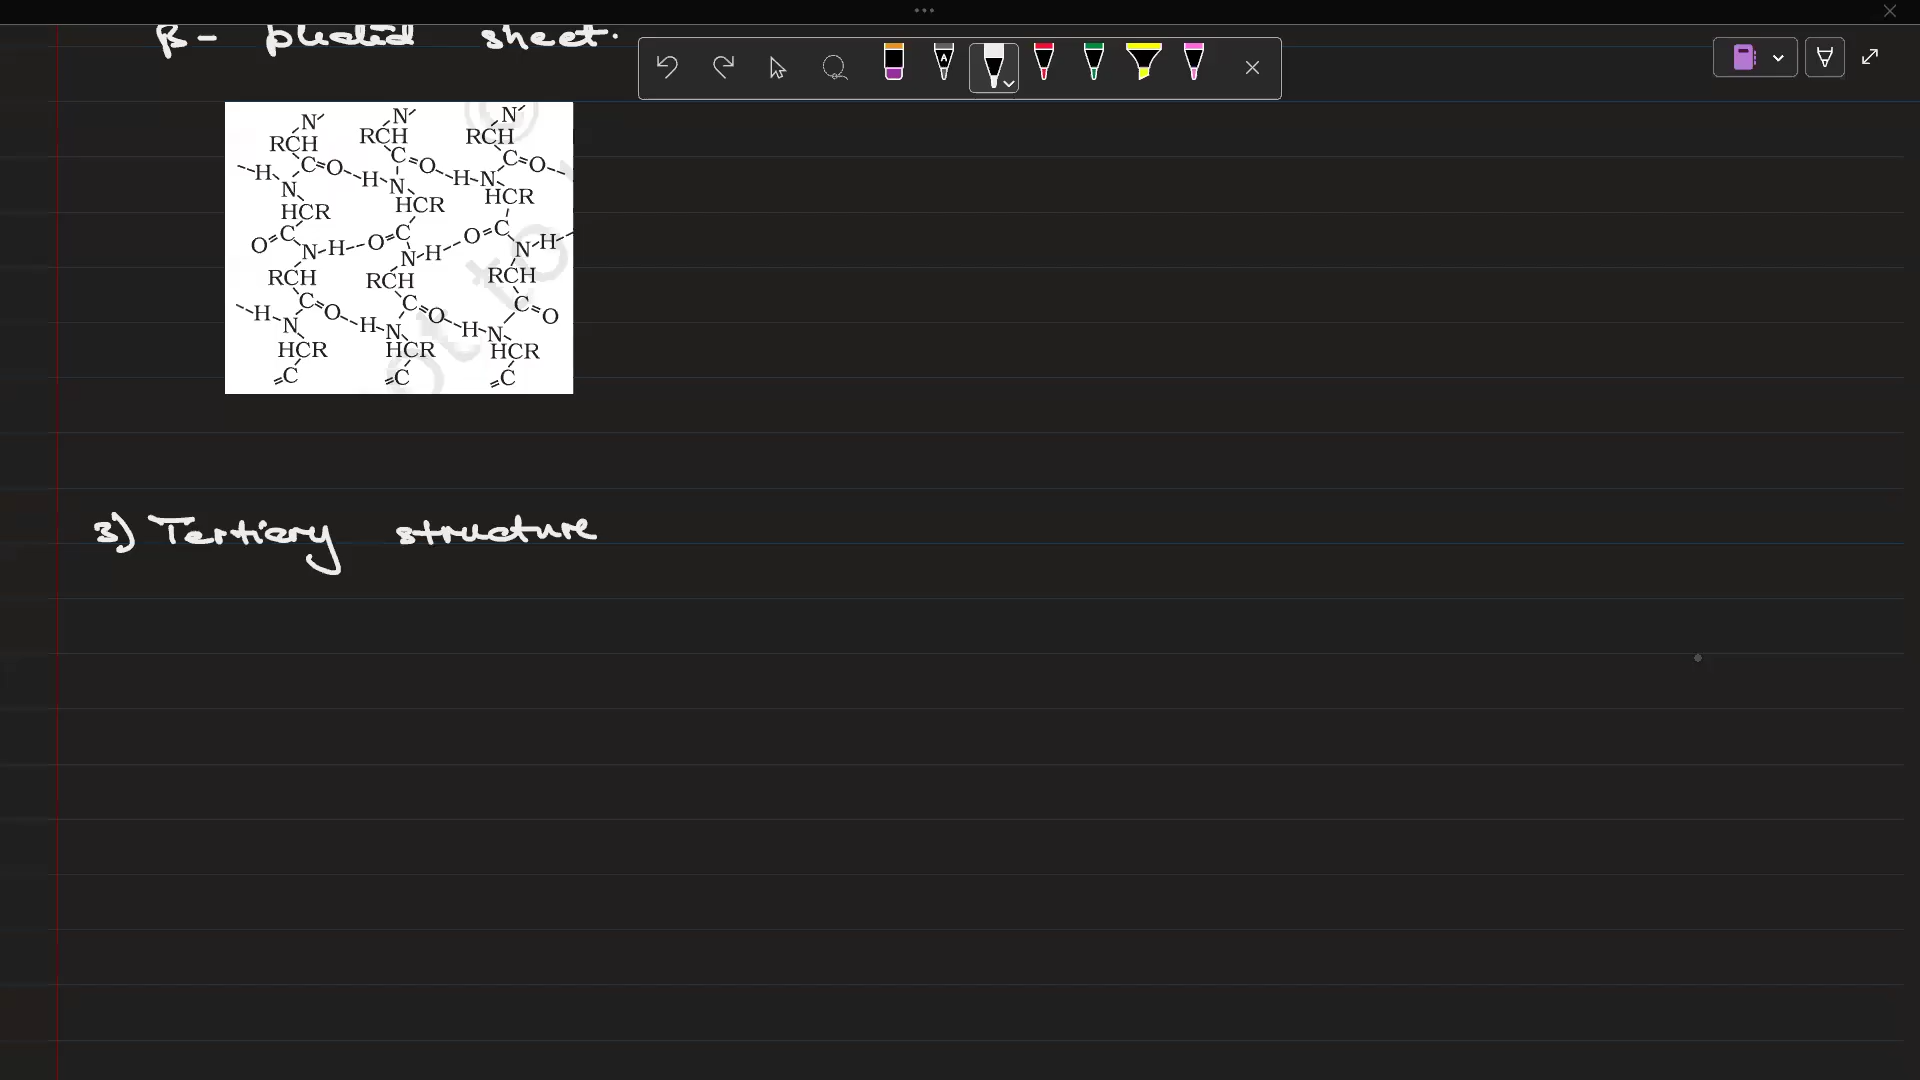 β- pleated sheet.
N N N
RCH RCH RCH
C=O C=O C=O
H H H
N N N
HCR HCR HCR
O=C O=C O=C
N-H N-H N-H
RCH RCH RCH
C=O C=O C=O
H H H
N N N
HCR HCR HCR
=C =C =C
3) Tertiary structure